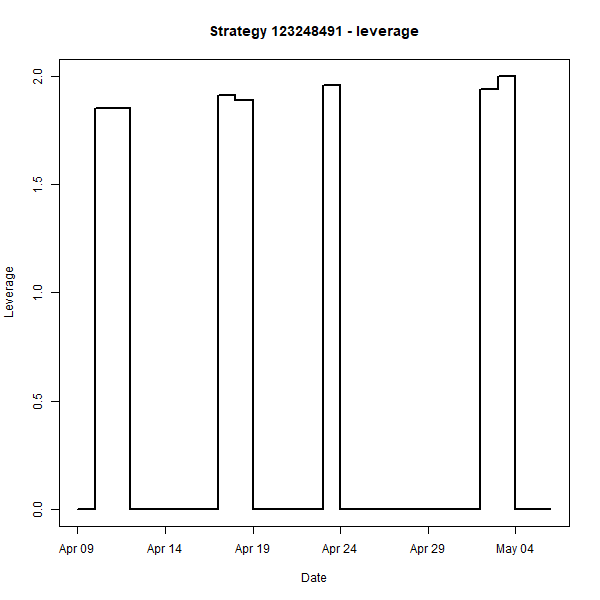 Strategy 123248491 - leverage
2.0
1.5
1.0
0.5
0.0
Leverage
Apr 09 Apr 14 Apr 19 Apr 24 Apr 29 May 04
Date